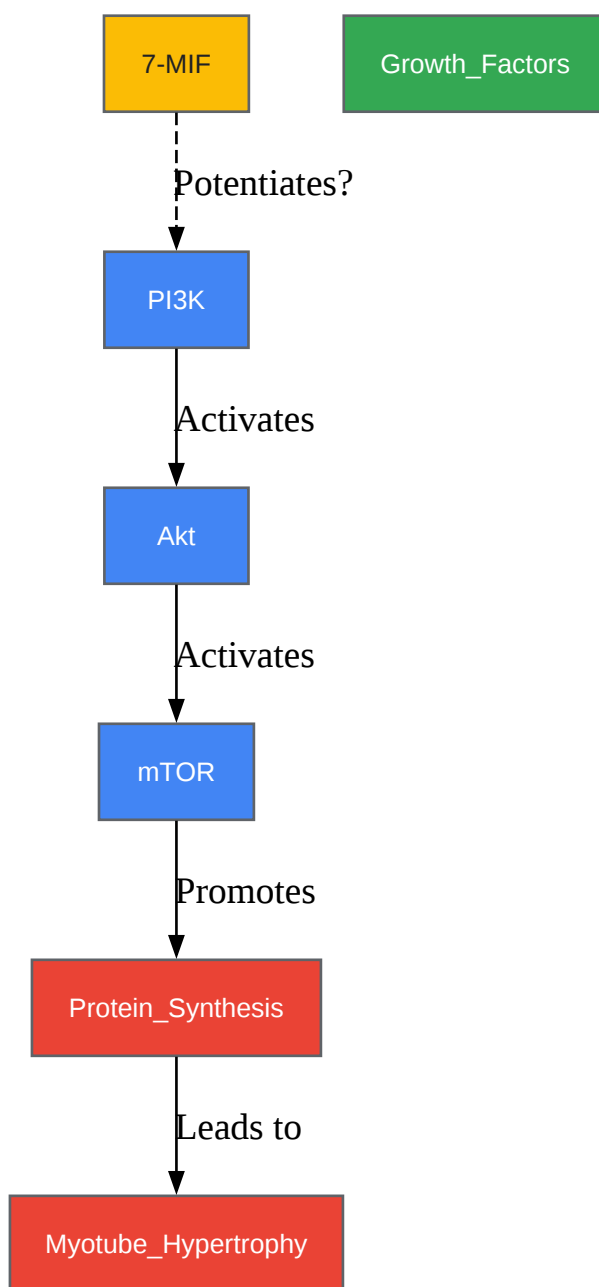 7-MIF
Growth_Factors
Potentiates?
PI3K
Activates
Akt
Activates
mTOR
Promotes
Protein_Synthesis
Leads to
Myotube_Hypertrophy